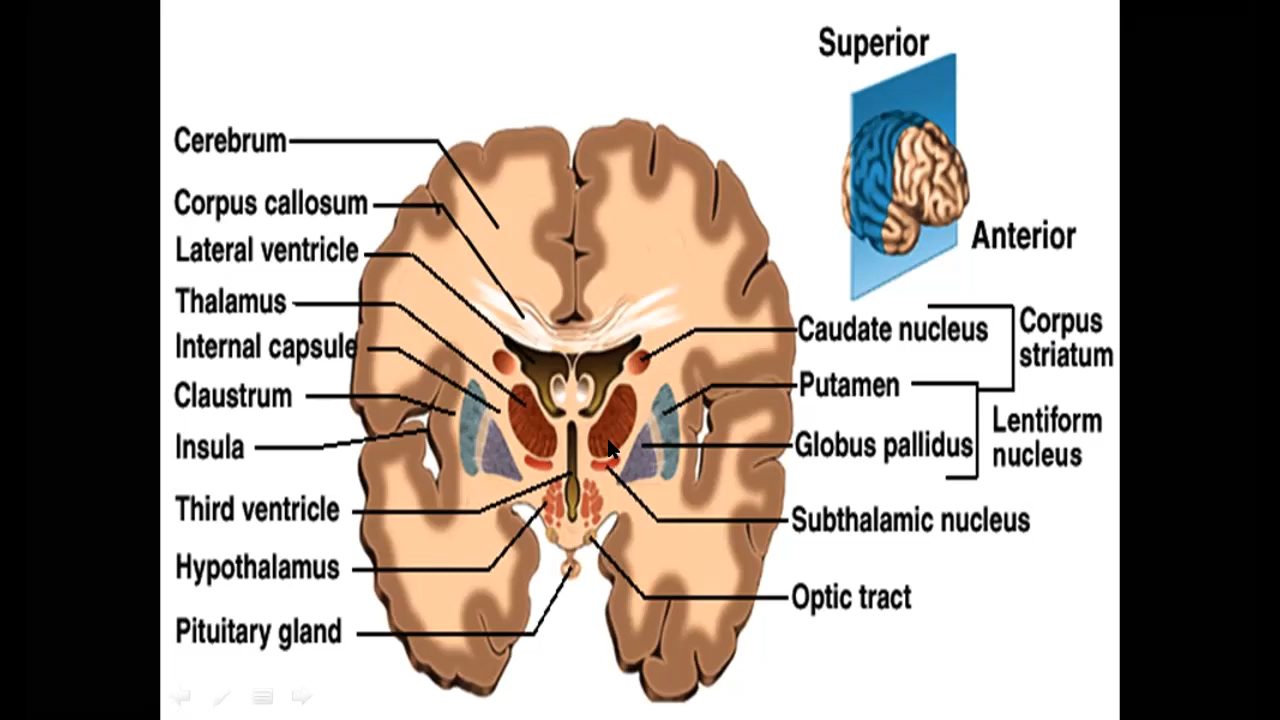 Superior
Anterior
Cerebrum
Corpus callosum
Lateral ventricle
Thalamus
Internal capsule
Claustrum
Insula
Third ventricle
Hypothalamus
Pituitary gland
Caudate nucleus
Putamen
Globus pallidus
Subthalamic nucleus
Optic tract
Corpus
striatum
Lentiform
nucleus